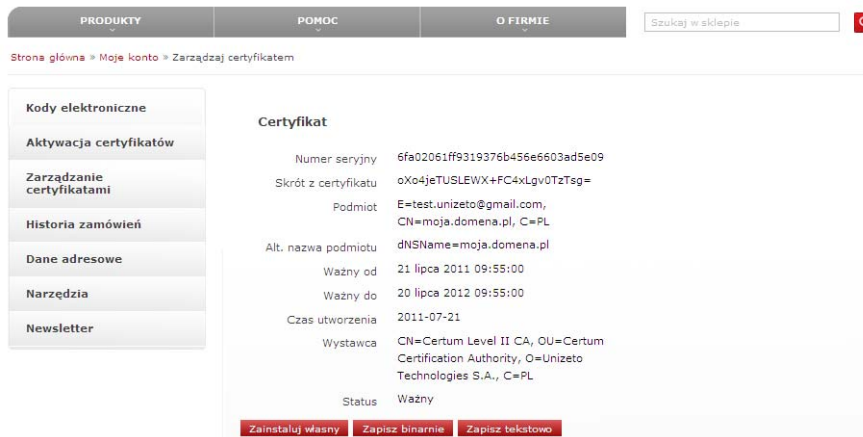 PRODUKTY
POMOC
O FIRMIE
Szukaj w sklepie
Strona główna » Moje konto » Zarządzaj certyfikatem
Kody elektroniczne
Aktywacja certyfikatów
Zarządzanie
certyfikatami
Historia zamówień
Dane adresowe
Narzędzia
Newsletter
Certyfikat
Numer seryjny 6fa02061ff9319376b456e6603ad5e09
Skrót z certyfikatu oXo4jeTUSLEWX+FC4xLgv0TzTsg=
Podmiot E=test.unizeto@gmail.com,
CN=moja.domena.pl, C=PL
Alt. nazwa podmiotu dNSName=moja.domena.pl
Ważny od 21 lipca 2011 09:55:00
Ważny do 20 lipca 2012 09:55:00
Czas utworzenia 2011-07-21
Wystawca CN=Certum Level II CA, OU=Certum
Certification Authority, O=Unizeto
Technologies S.A., C=PL
Status Ważny
Zainstaluj własny Zapisz binarnie Zapisz tekstowo